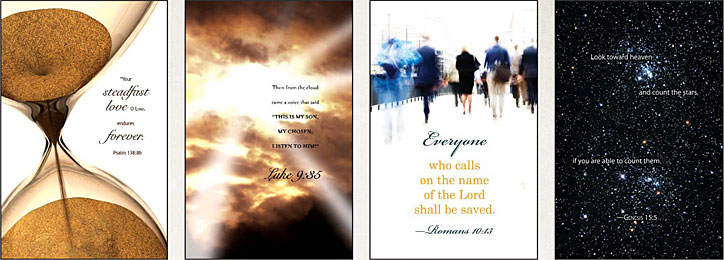 "Your
steadfast
love O LORD,
endures
forever.
Psalm 138:8b
Then from the cloud
came a voice that said
"THIS IS MY SON,
MY CHOSEN;
LISTEN TO HIM!"
Luke 9:35
Everyone
who calls
on the name
of the Lord
shall be saved.
—Romans 10:13
Look toward heaven
and count the stars,
if you are able to count them.
—GENESIS 15:5